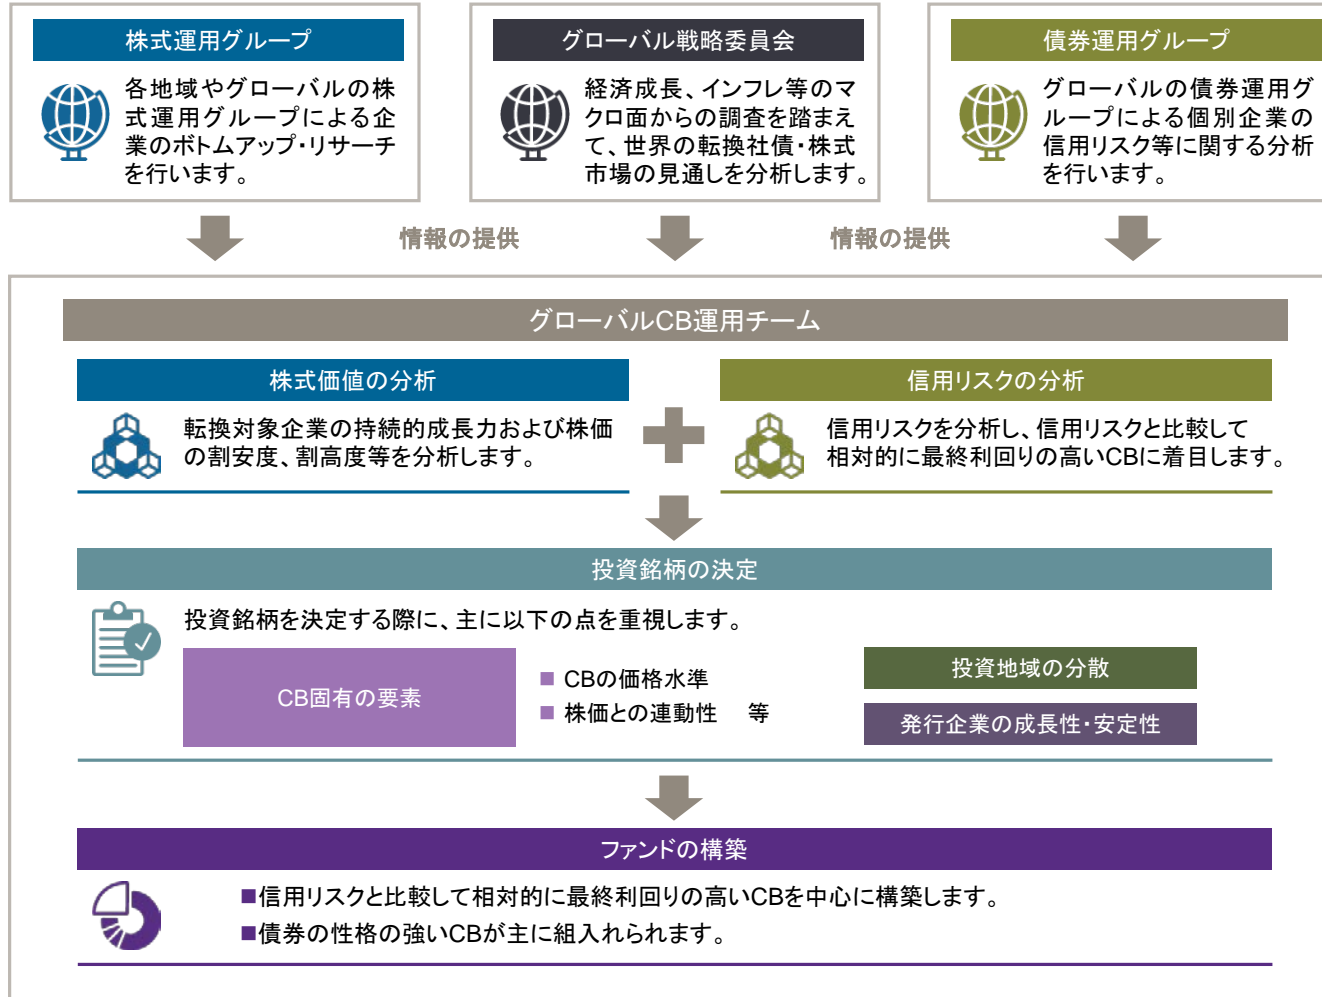 株式運用グループ
各地域やグローバルの株
式運用グループによる企
業のボトムアップ・リサーチ
を行います。
グローバル戦略委員会
経済成長、インフレ等のマ
クロ面からの調査を踏まえ
て、世界の転換社債・株式
市場の見通しを分析します。
債券運用グループ
グローバルの債券運用グ
ループによる個別企業の
信用リスク等に関する分析
を行います。
情報の提供
情報の提供
グローバルCB運用チーム
株式価値の分析
転換対象企業の持続的成長力および株価
の割安度、割高度等を分析します。
信用リスクの分析
信用リスクを分析し、信用リスクと比較して
相対的に最終利回りの高いCBに着目します。
投資銘柄の決定
投資銘柄を決定する際に、主に以下の点を重視します。
CB固有の要素
■ CBの価格水準
■ 株価との連動性　等
投資地域の分散
発行企業の成長性・安定性
ファンドの構築
■信用リスクと比較して相対的に最終利回りの高いCBを中心に構築します。
■債券の性格の強いCBが主に組入れられます。